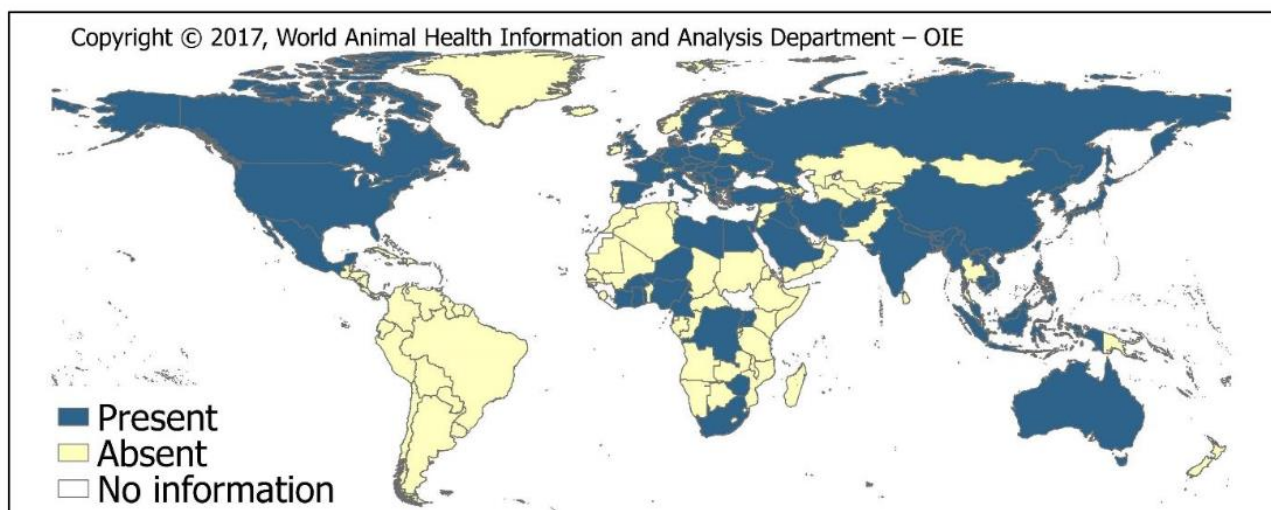 Copyright © 2017, World Animal Health Information and Analysis Department – OIE
Present
Absent
No information